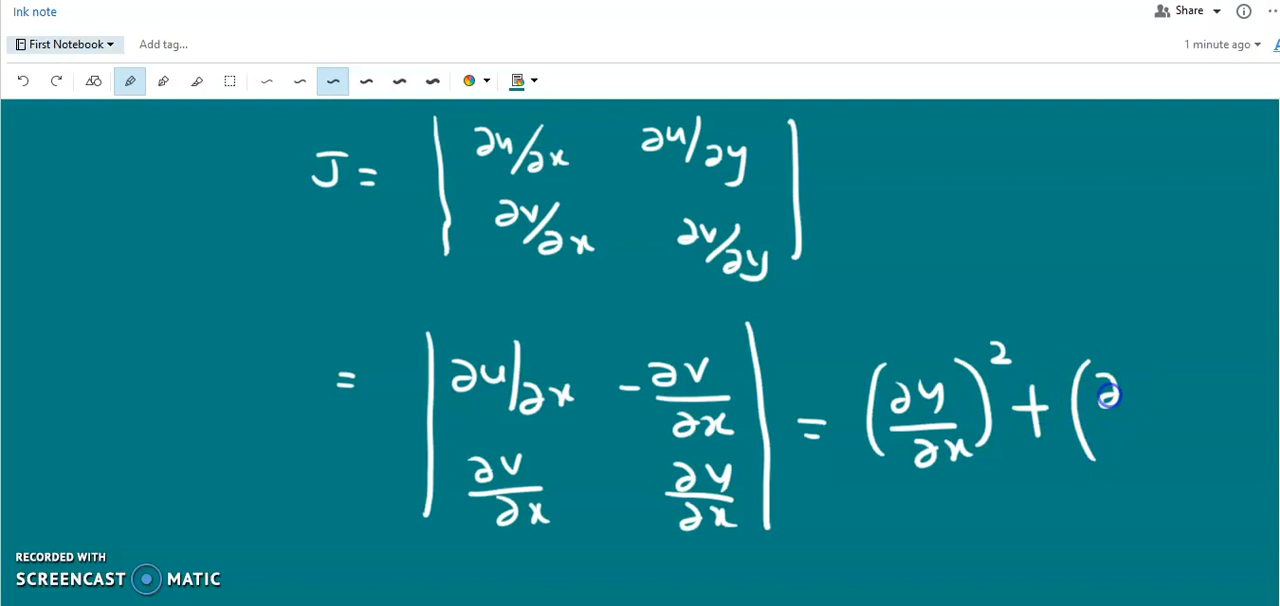 Ink note
Share
First Notebook Add tag...
1 minute ago
J = | ∂u/∂x ∂u/∂y |
| ∂v/∂x ∂v/∂y |
= | ∂u/∂x -∂v/∂x | = (∂y/∂x)² + (∂
| ∂v/∂x ∂y/∂x |
RECORDED WITH
SCREENCAST MATIC